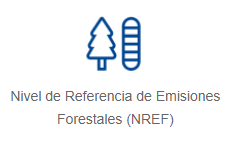 Nivel de Referencia de Emisiones
Forestales (NREF)